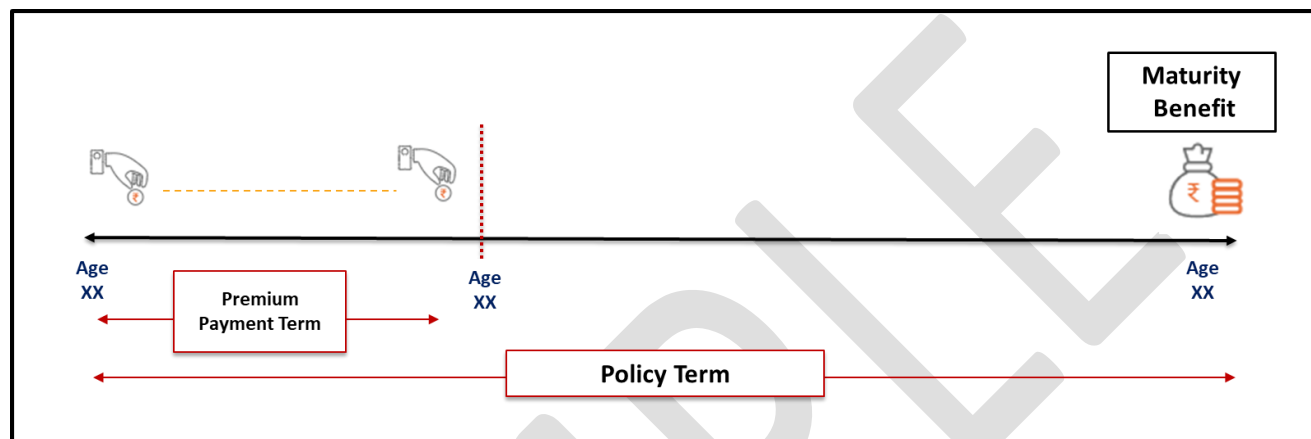 Maturity
Benefit
₹
₹
₹
Age
XX
Age
XX
Age
XX
Premium
Payment Term
Policy Term